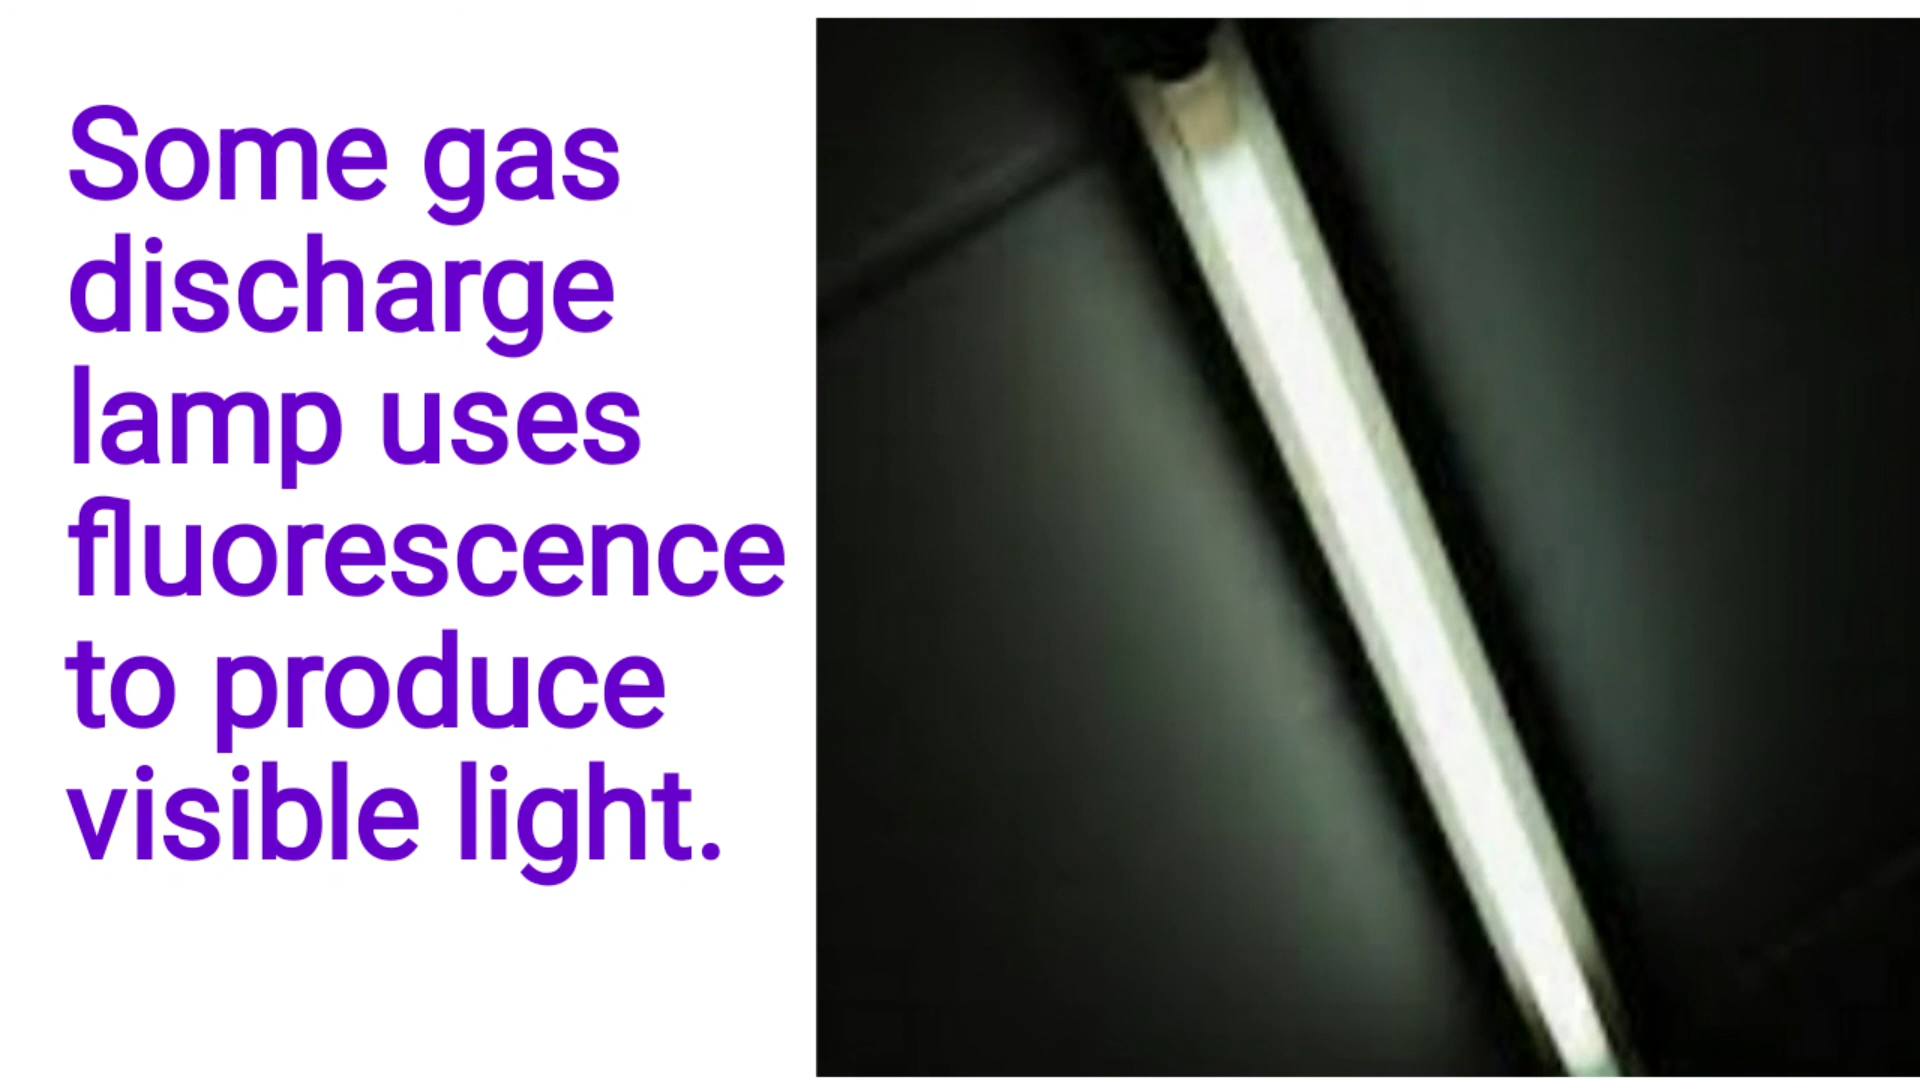 Some gas
discharge
lamp uses
fluorescence
to produce
visible light.